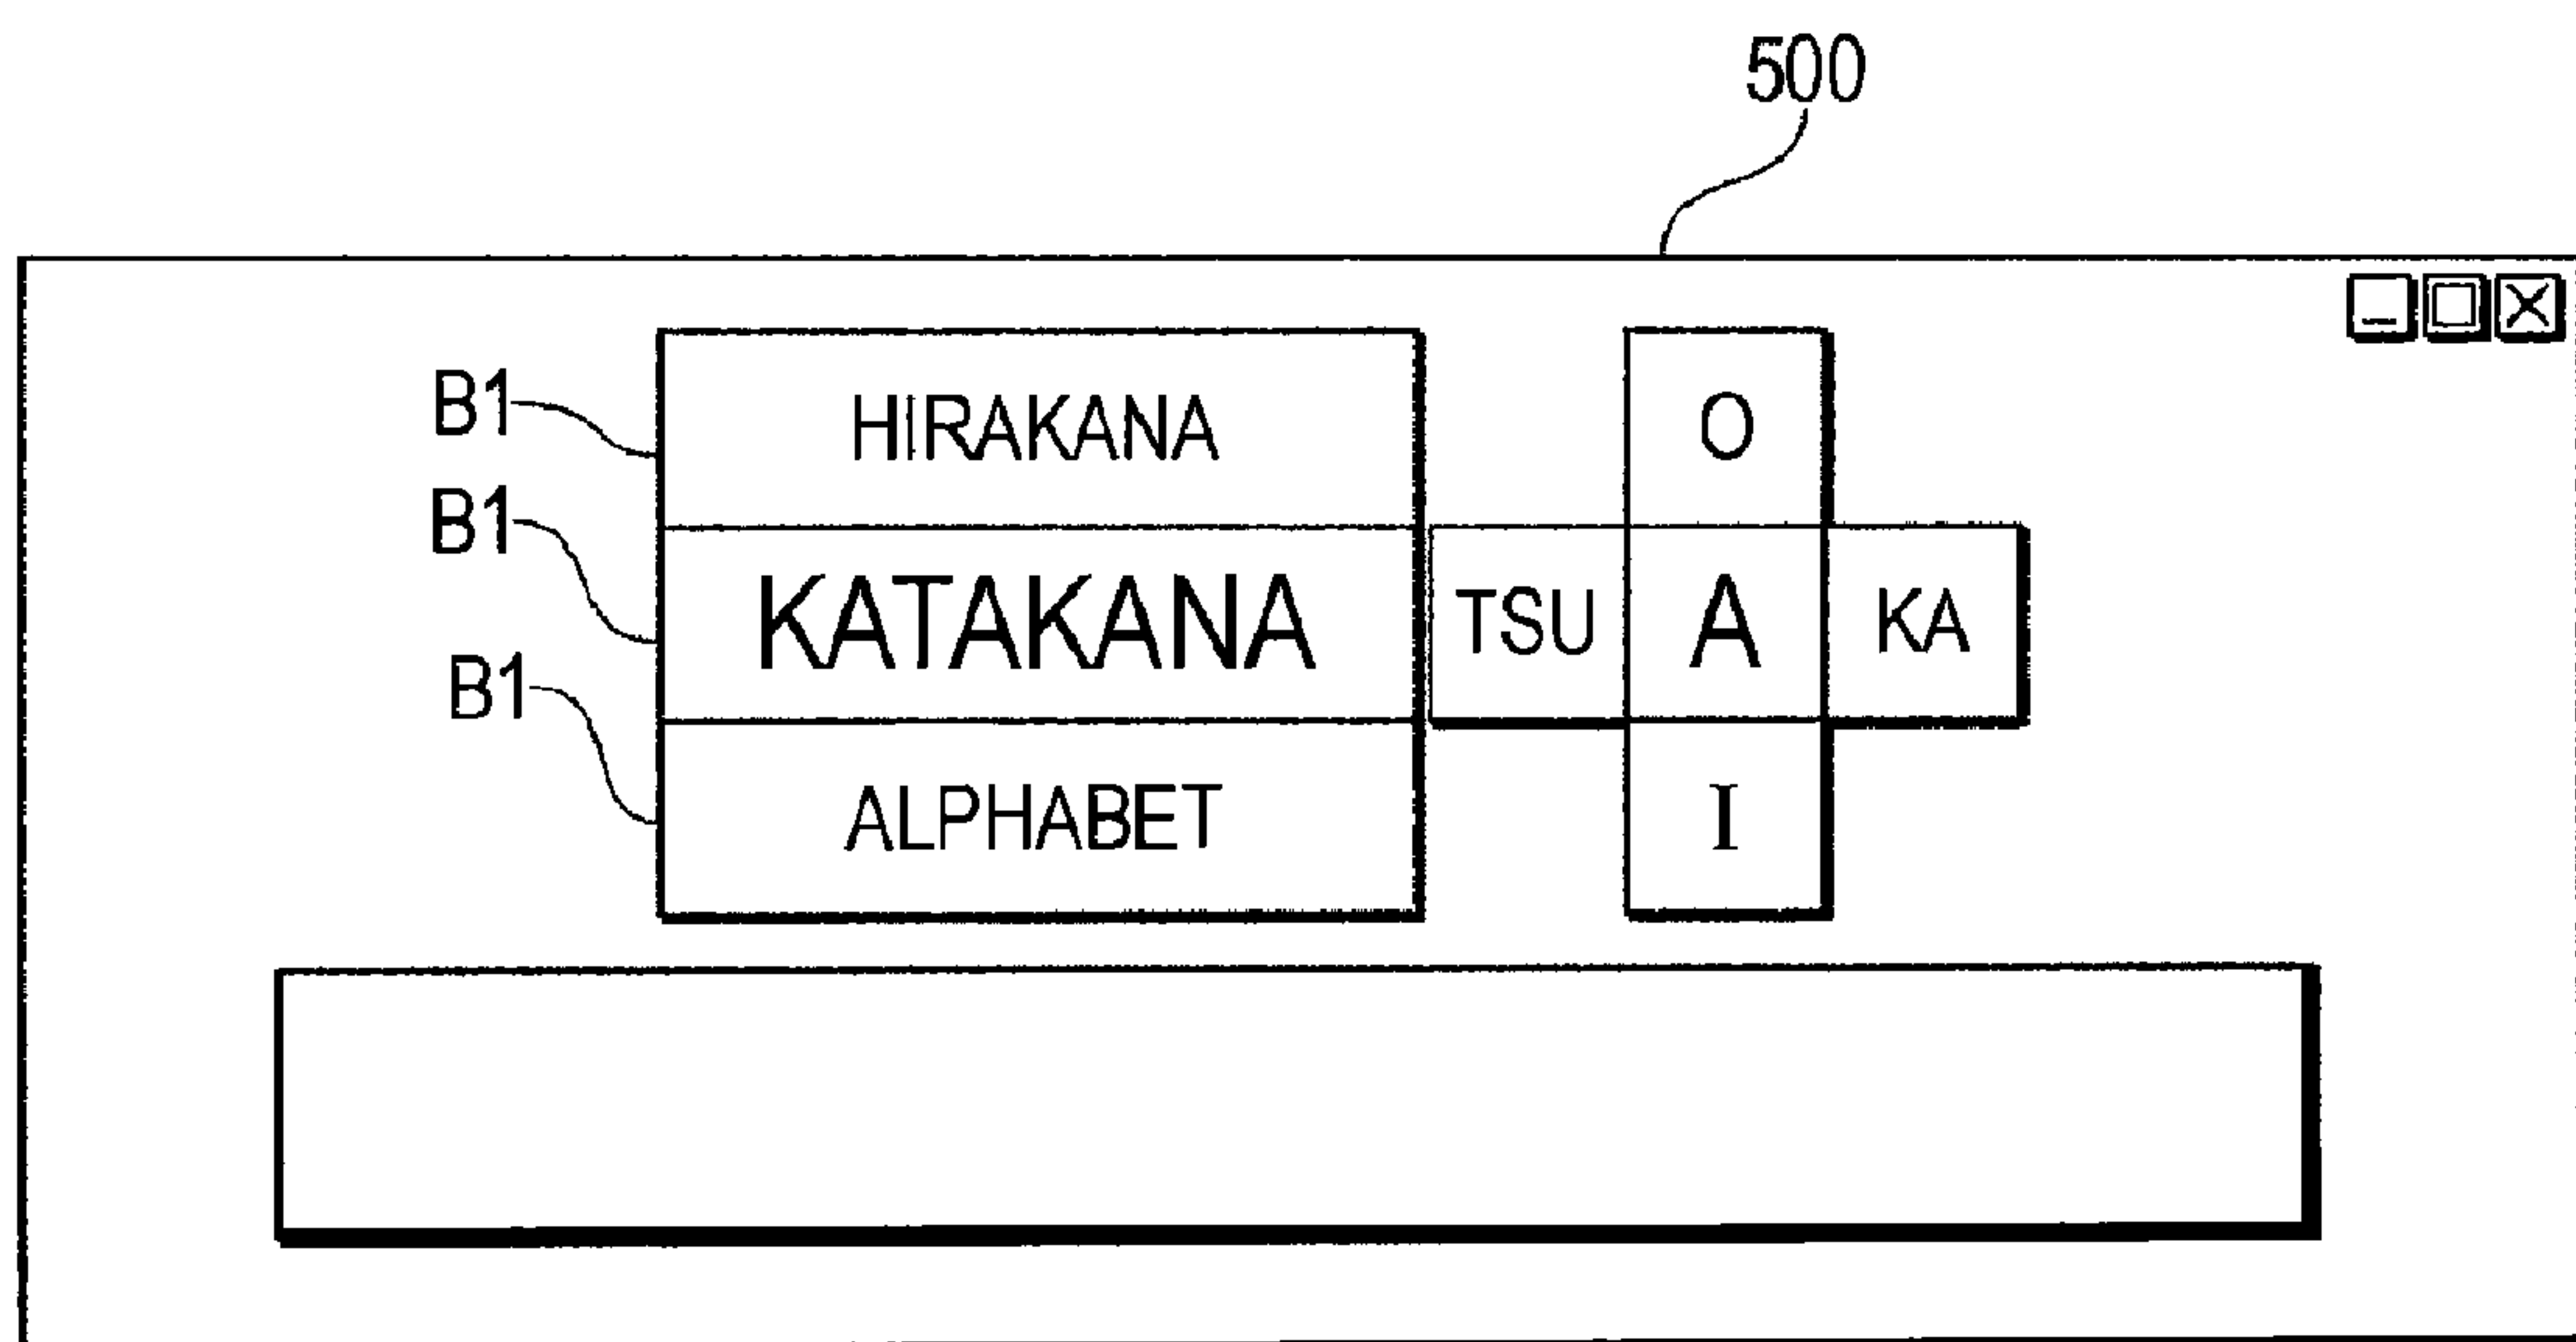 500
B1 HIRAKANA O
B1 KATAKANA TSU A KA
B1 ALPHABET I